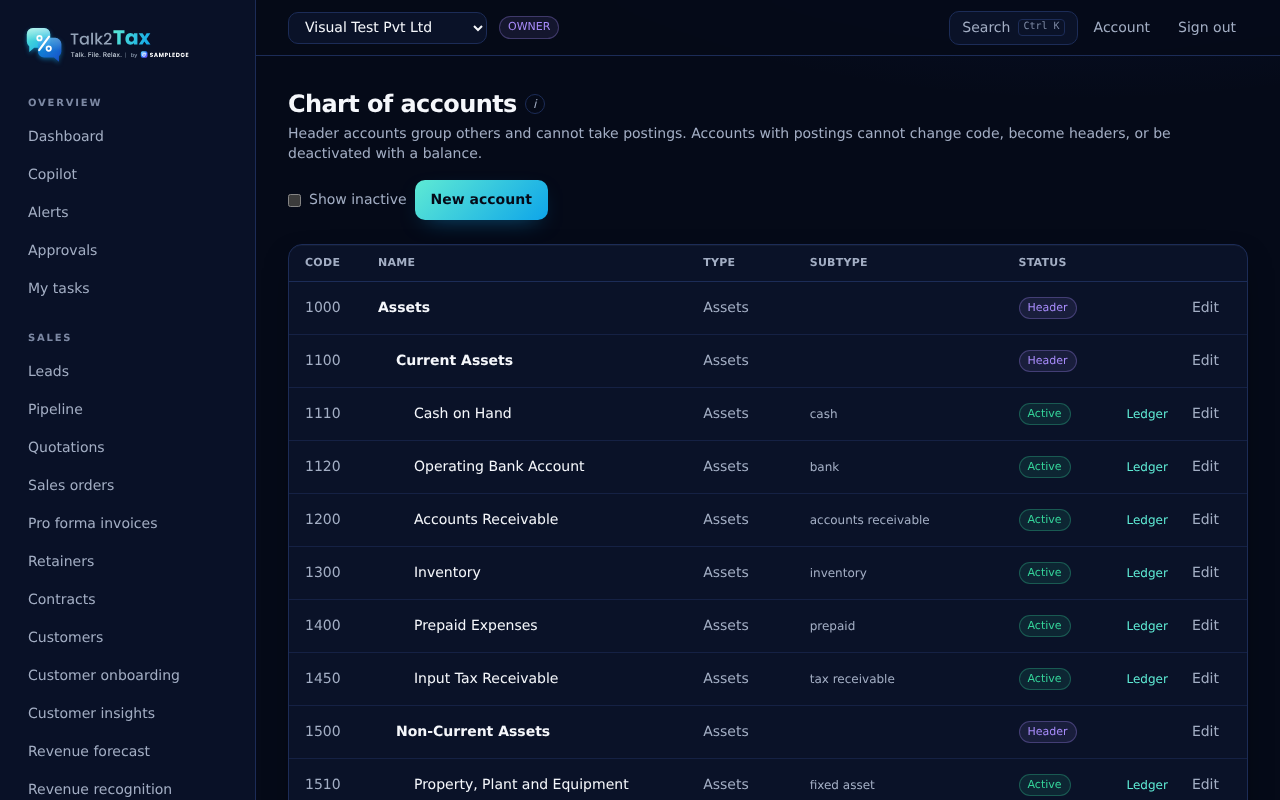 Talk2Tax
Talk. File. Relax. | by SAMPLEDGE
OVERVIEW
Dashboard
Copilot
Alerts
Approvals
My tasks
SALES
Leads
Pipeline
Quotations
Sales orders
Pro forma invoices
Retainers
Contracts
Customers
Customer onboarding
Customer insights
Revenue forecast
Revenue recognition
Visual Test Pvt Ltd OWNER Search Ctrl K Account Sign out
Chart of accounts i
Header accounts group others and cannot take postings. Accounts with postings cannot change code, become headers, or be
deactivated with a balance.
Show inactive New account
CODE NAME TYPE SUBTYPE STATUS
1000 Assets Assets Header Edit
1100 Current Assets Assets Header Edit
1110 Cash on Hand Assets cash Active Ledger Edit
1120 Operating Bank Account Assets bank Active Ledger Edit
1200 Accounts Receivable Assets accounts receivable Active Ledger Edit
1300 Inventory Assets inventory Active Ledger Edit
1400 Prepaid Expenses Assets prepaid Active Ledger Edit
1450 Input Tax Receivable Assets tax receivable Active Ledger Edit
1500 Non-Current Assets Assets Header Edit
1510 Property, Plant and Equipment Assets fixed asset Active Ledger Edit